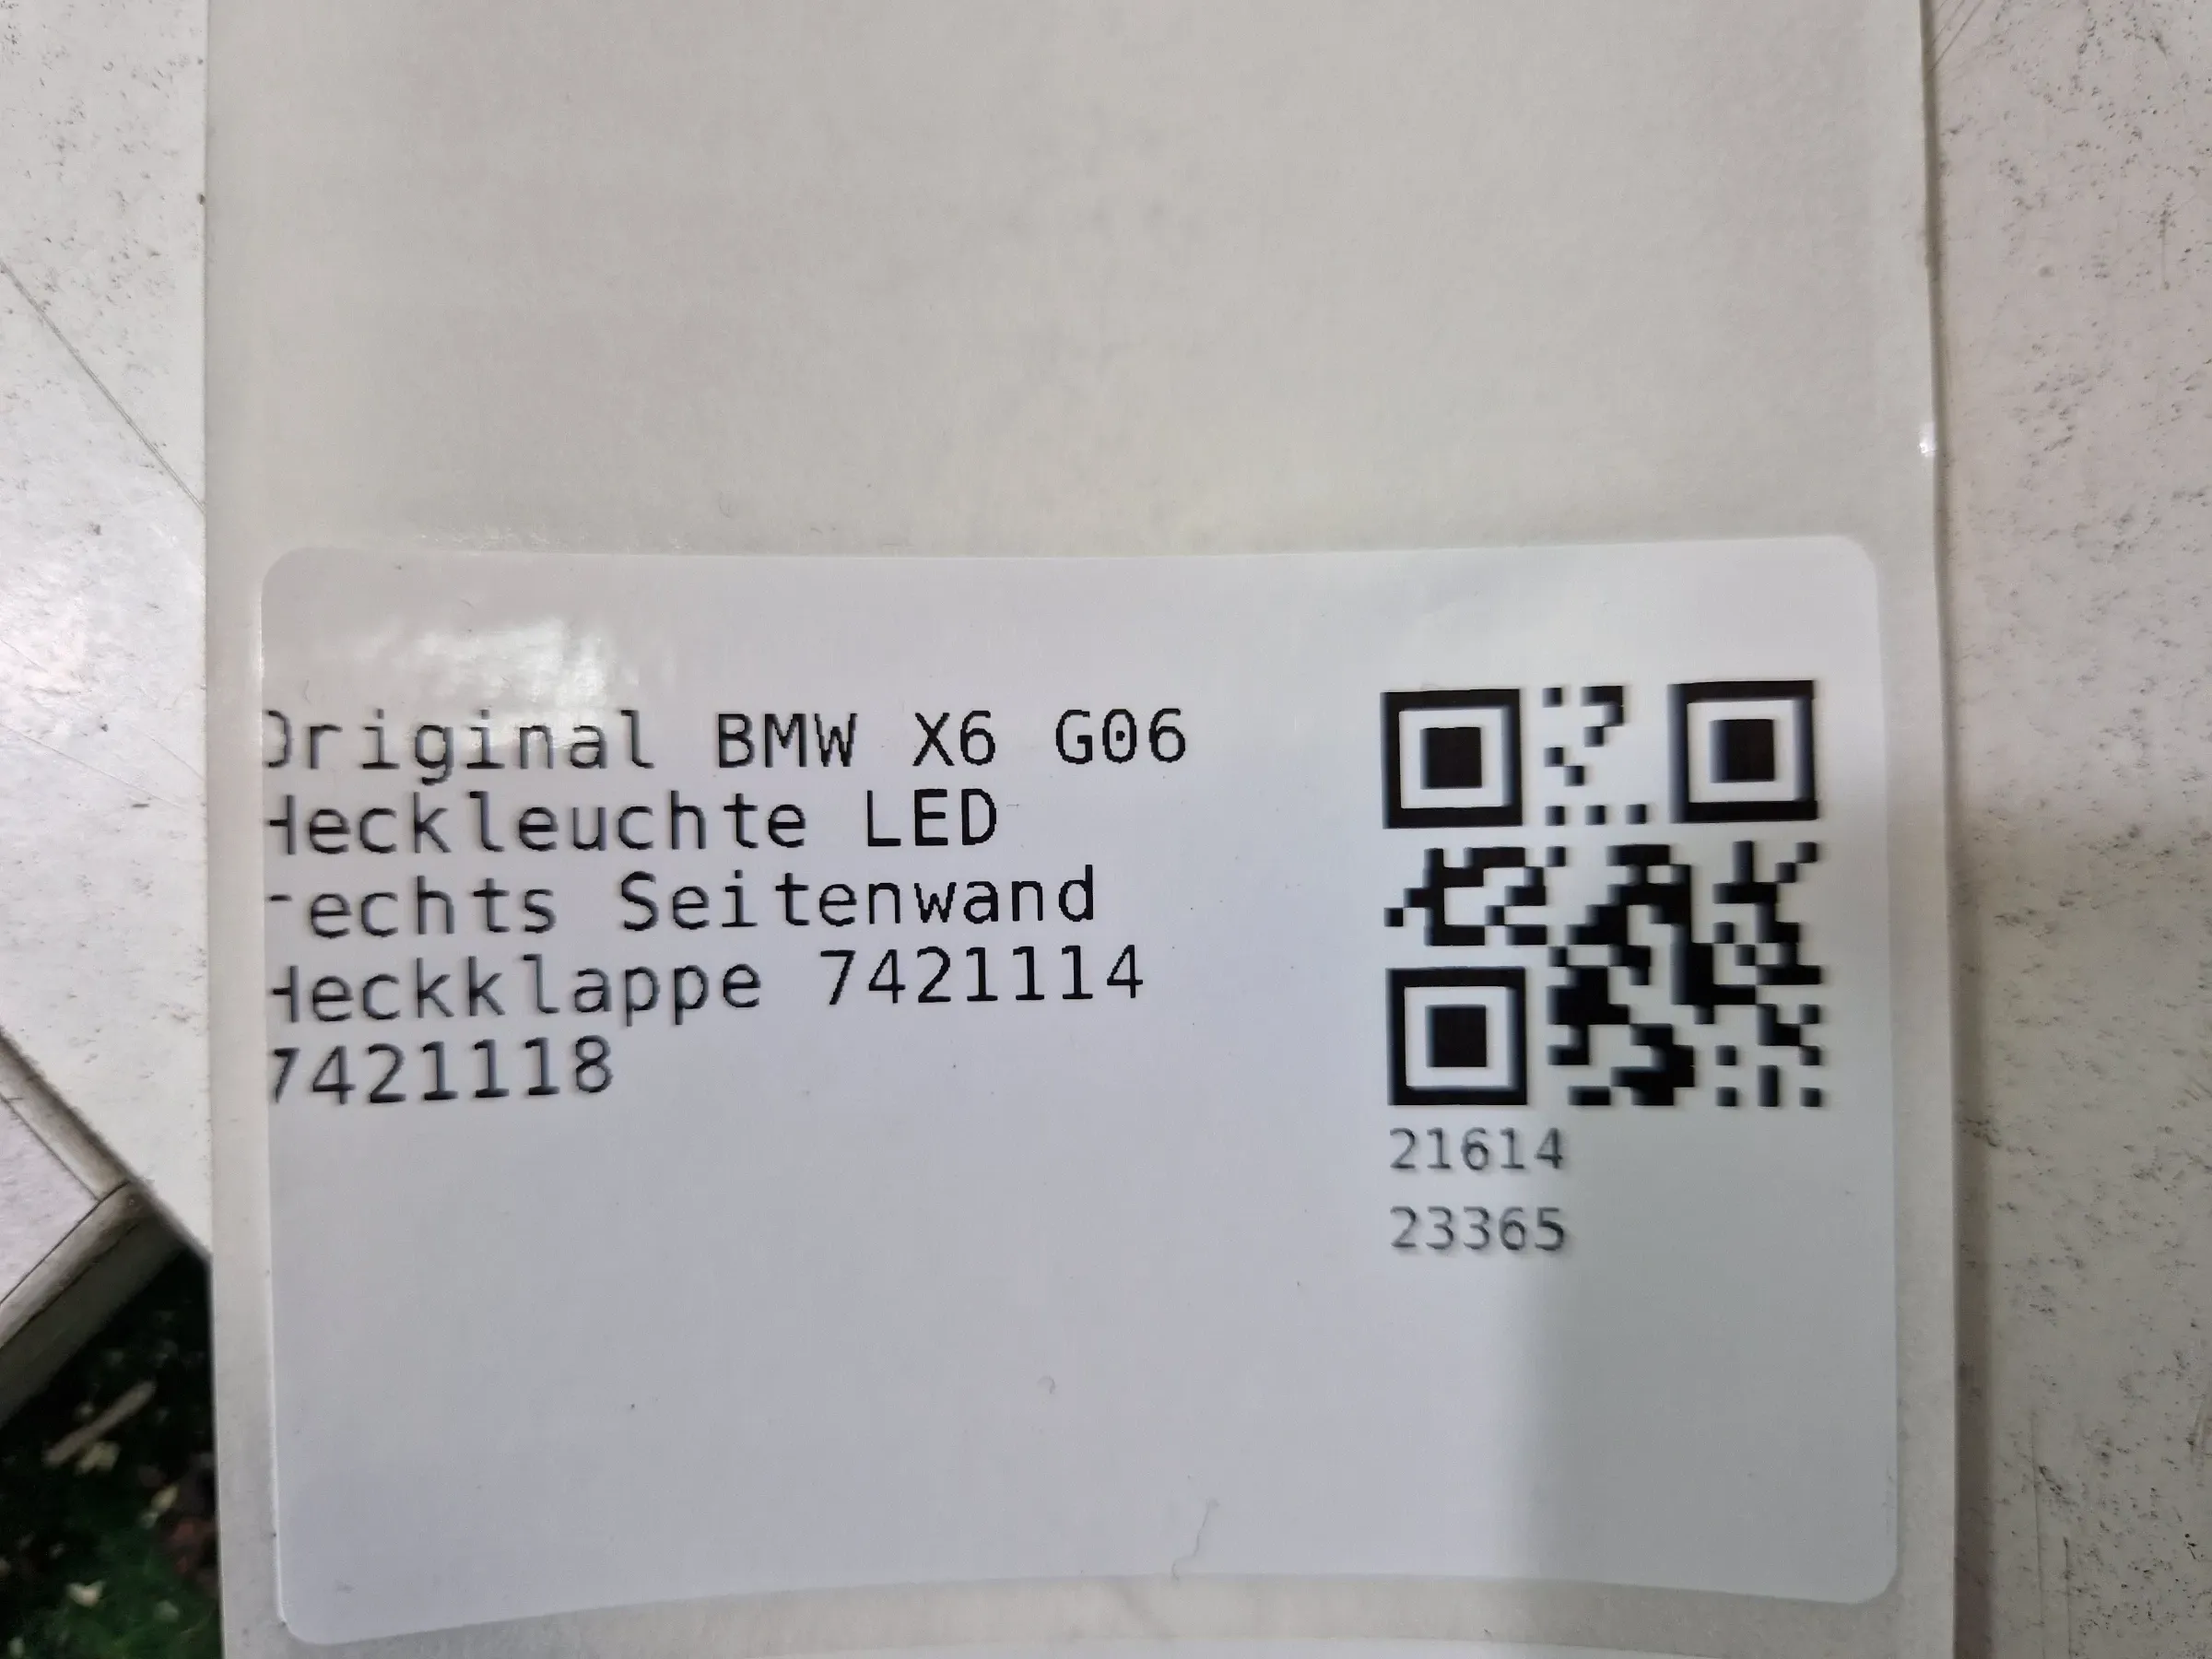 Original BMW X6 G06
Heckleuchte LED
rechts Seitenwand
Heckklappe 7421114
7421118
21614
23365